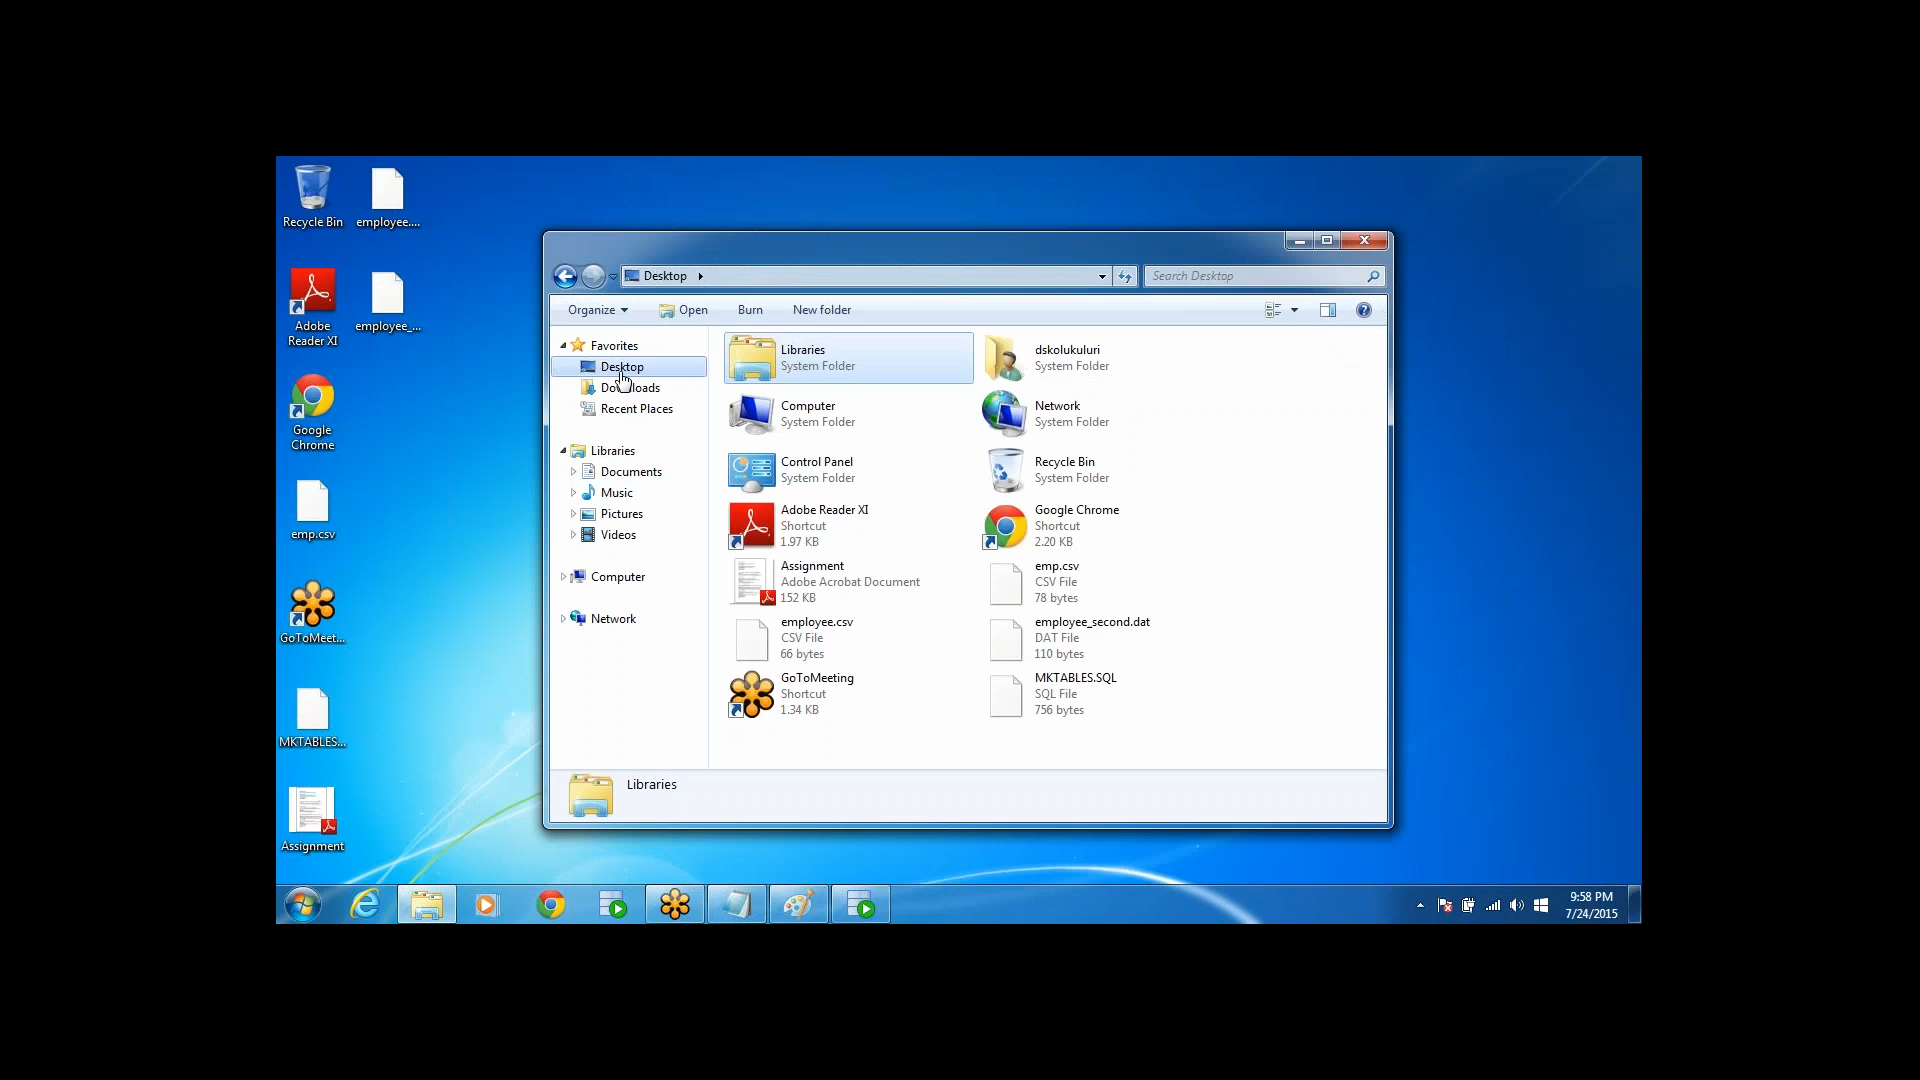 Recycle Bin
employee....
Adobe
Reader XI
employee_...
Google
Chrome
emp.csv
GoToMeet...
MKTABLES...
Assignment
Desktop
Search Desktop
Organize
Open
Burn
New folder
Favorites
Desktop
Downloads
Recent Places
Libraries
Documents
Music
Pictures
Videos
Computer
Network
Libraries
System Folder
dskolukuluri
System Folder
Computer
System Folder
Network
System Folder
Control Panel
System Folder
Recycle Bin
System Folder
Adobe Reader XI
Shortcut
1.97 KB
Google Chrome
Shortcut
2.20 KB
Assignment
Adobe Acrobat Document
152 KB
emp.csv
CSV File
78 bytes
employee.csv
CSV File
66 bytes
employee_second.dat
DAT File
110 bytes
GoToMeeting
Shortcut
1.34 KB
MKTABLES.SQL
SQL File
756 bytes
Libraries
9:58 PM
7/24/2015